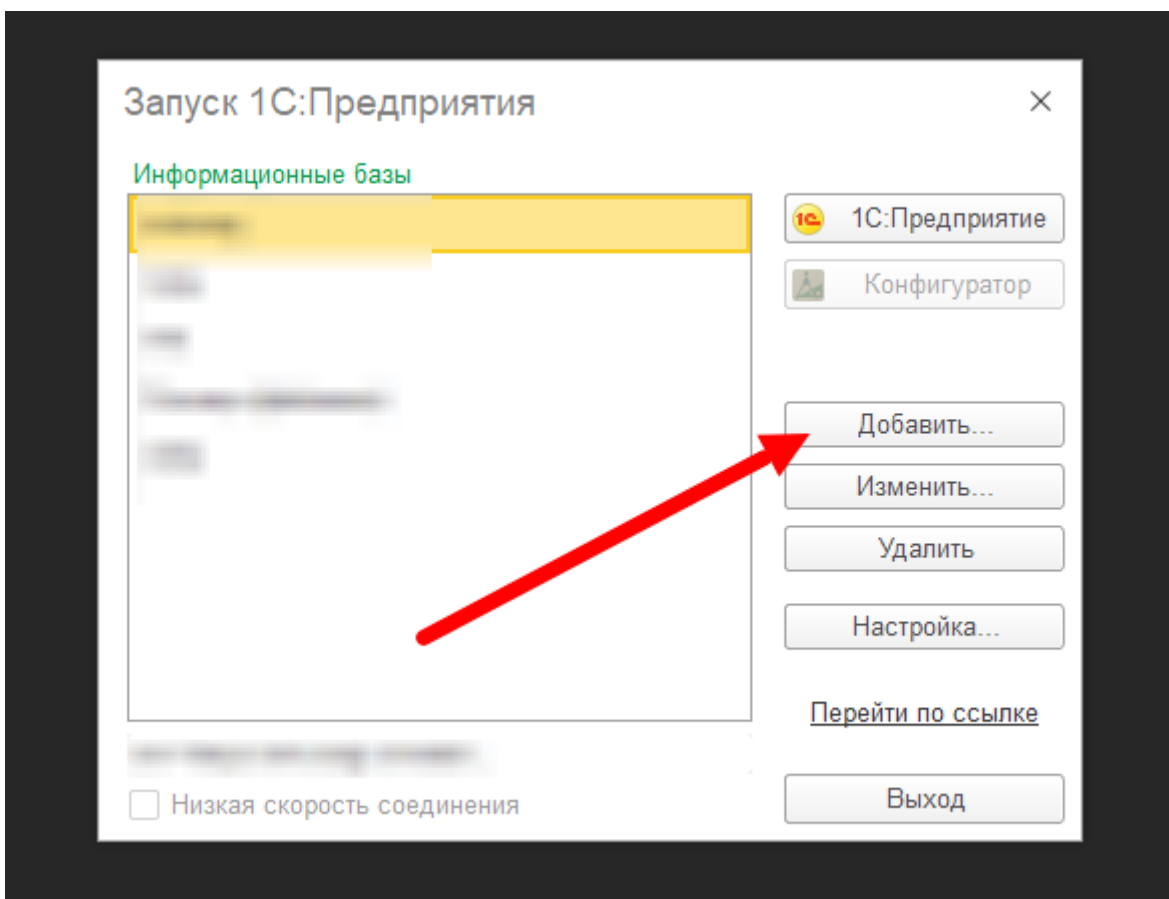 Запуск 1С:Предприятия
Информационные базы
1С:Предприятие
Конфигуратор
Добавить...
Изменить...
Удалить
Настройка...
Перейти по ссылке
Низкая скорость соединения
Выход